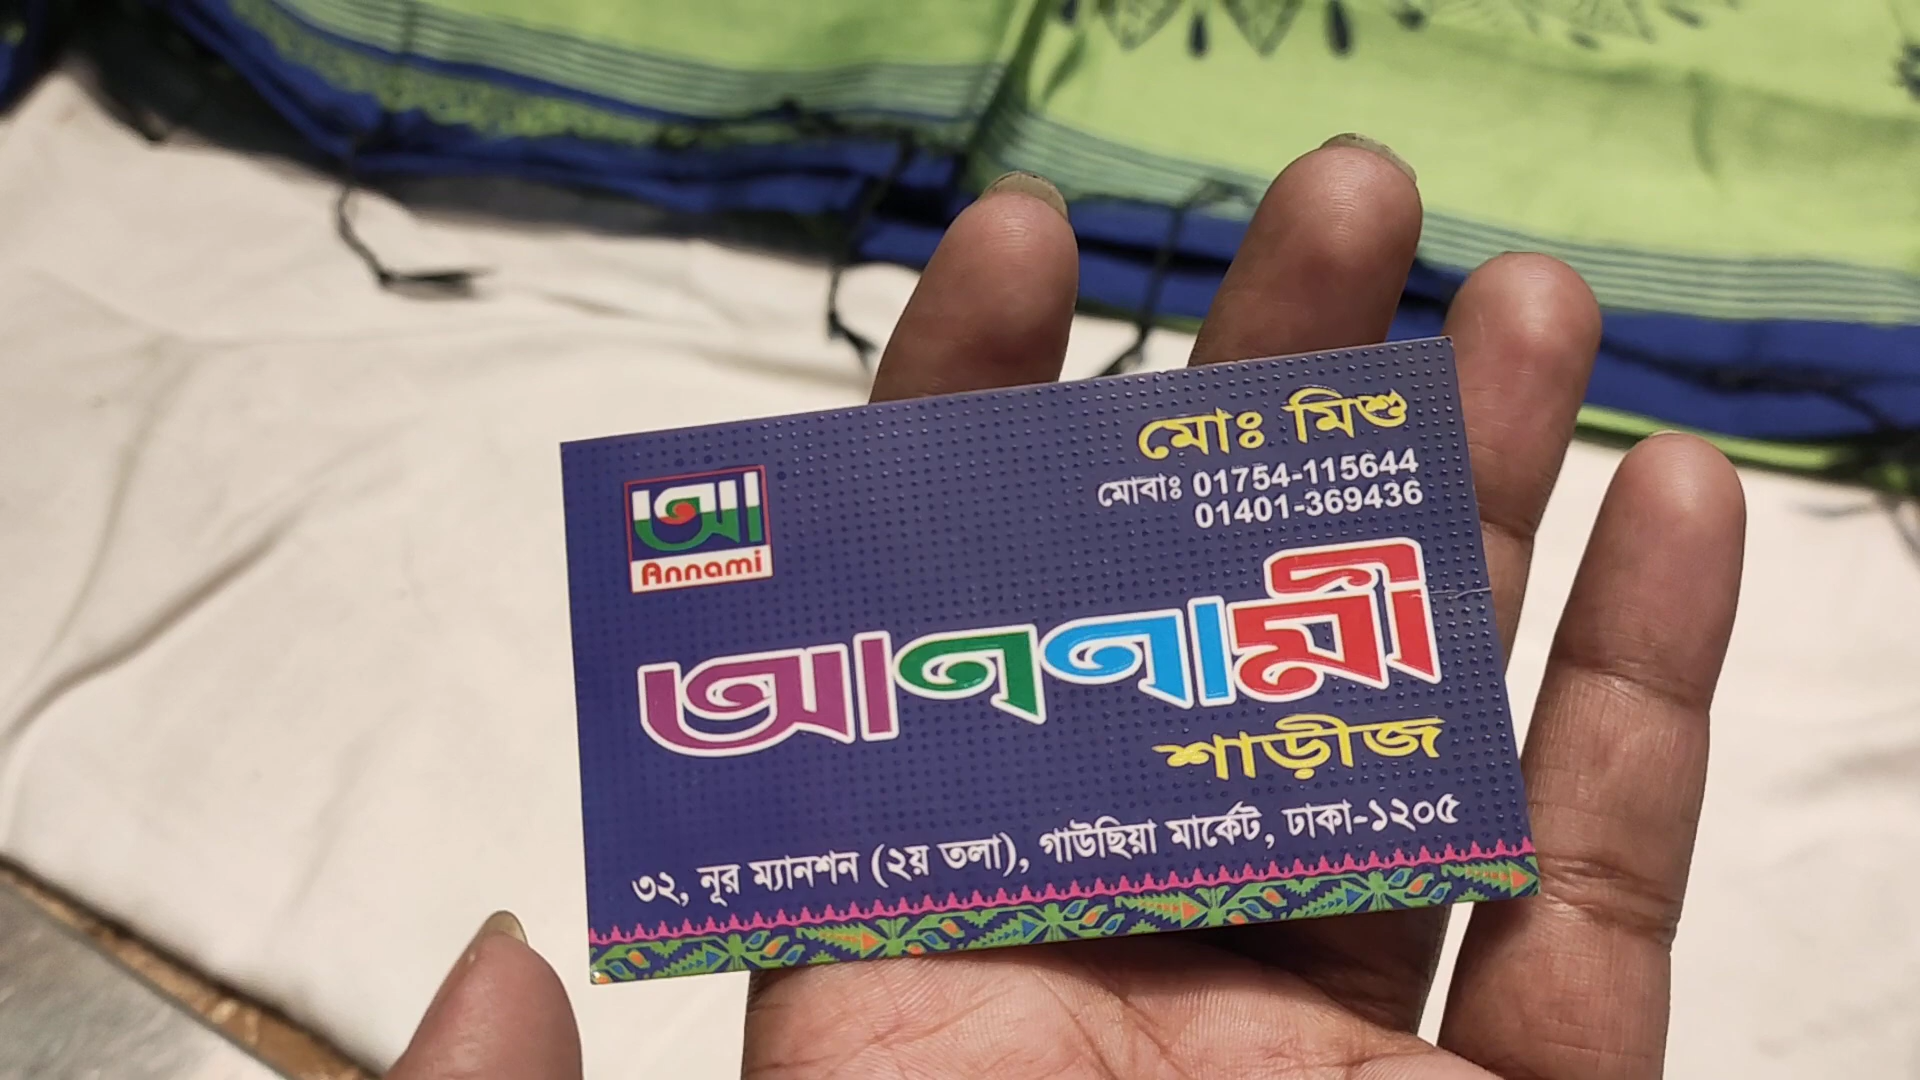 মোঃ মিশু
মোবাঃ 01754-115644
01401-369436
আ
Annami
আননামী
শাড়ীজ
৩২, নূর ম্যানশন (২য় তলা), গাউছিয়া মার্কেট, ঢাকা-১২০৫